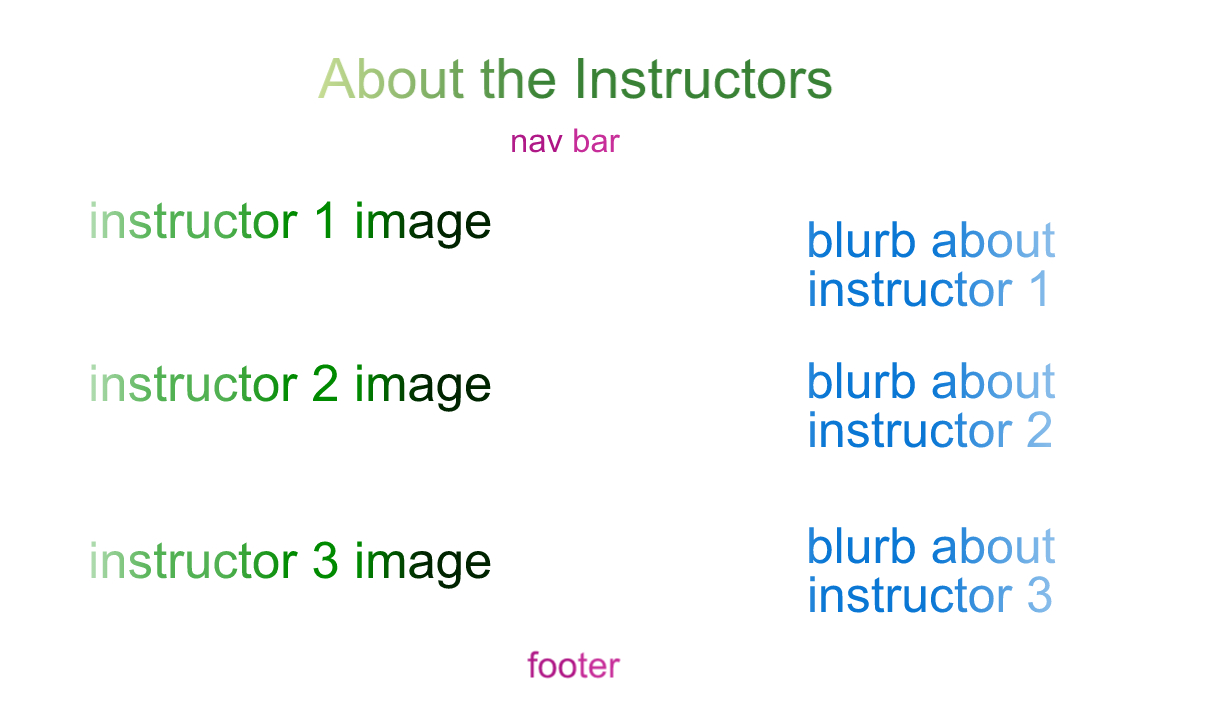 About the Instructors
nav bar
instructor 1 image
blurb about
instructor 1
instructor 2 image
blurb about
instructor 2
instructor 3 image
blurb about
instructor 3
footer